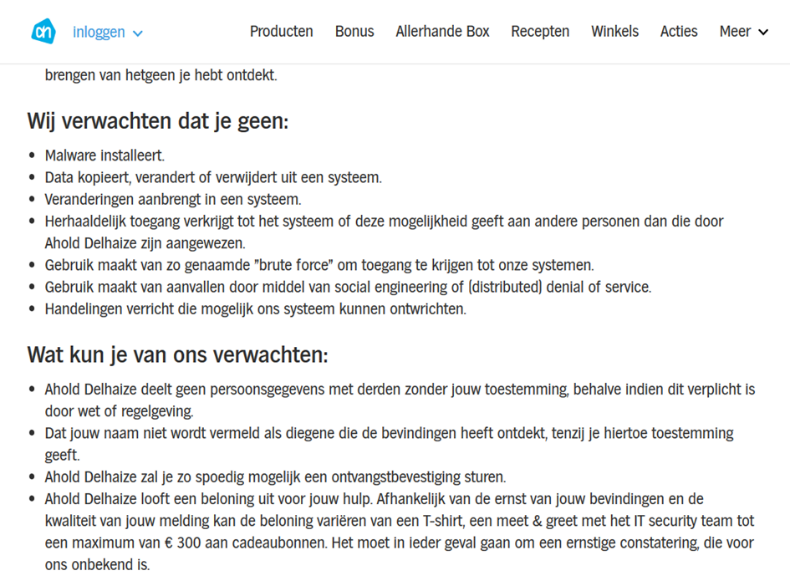 ah inloggen Producten Bonus Allerhande Box Recepten Winkels Acties Meer
brengen van hetgeen je hebt ontdekt.
Wij verwachten dat je geen:
• Malware installeert.
• Data kopieert, verandert of verwijdert uit een systeem.
• Veranderingen aanbrengt in een systeem.
• Herhaaldelijk toegang verkrijgt tot het systeem of deze mogelijkheid geeft aan andere personen dan die door
Ahold Delhaize zijn aangewezen.
• Gebruik maakt van zo genaamde "brute force" om toegang te krijgen tot onze systemen.
• Gebruik maakt van aanvallen door middel van social engineering of (distributed) denial of service.
• Handelingen verricht die mogelijk ons systeem kunnen ontwrichten.
Wat kun je van ons verwachten:
• Ahold Delhaize deelt geen persoonsgegevens met derden zonder jouw toestemming, behalve indien dit verplicht is
door wet of regelgeving.
• Dat jouw naam niet wordt vermeld als diegene die de bevindingen heeft ontdekt, tenzij je hiertoe toestemming
geeft.
• Ahold Delhaize zal je zo spoedig mogelijk een ontvangstbevestiging sturen.
• Ahold Delhaize looft een beloning uit voor jouw hulp. Afhankelijk van de ernst van jouw bevindingen en de
kwaliteit van jouw melding kan de beloning variëren van een T-shirt, een meet & greet met het IT security team tot
een maximum van € 300 aan cadeaubonnen. Het moet in ieder geval gaan om een ernstige constatering, die voor
ons onbekend is.